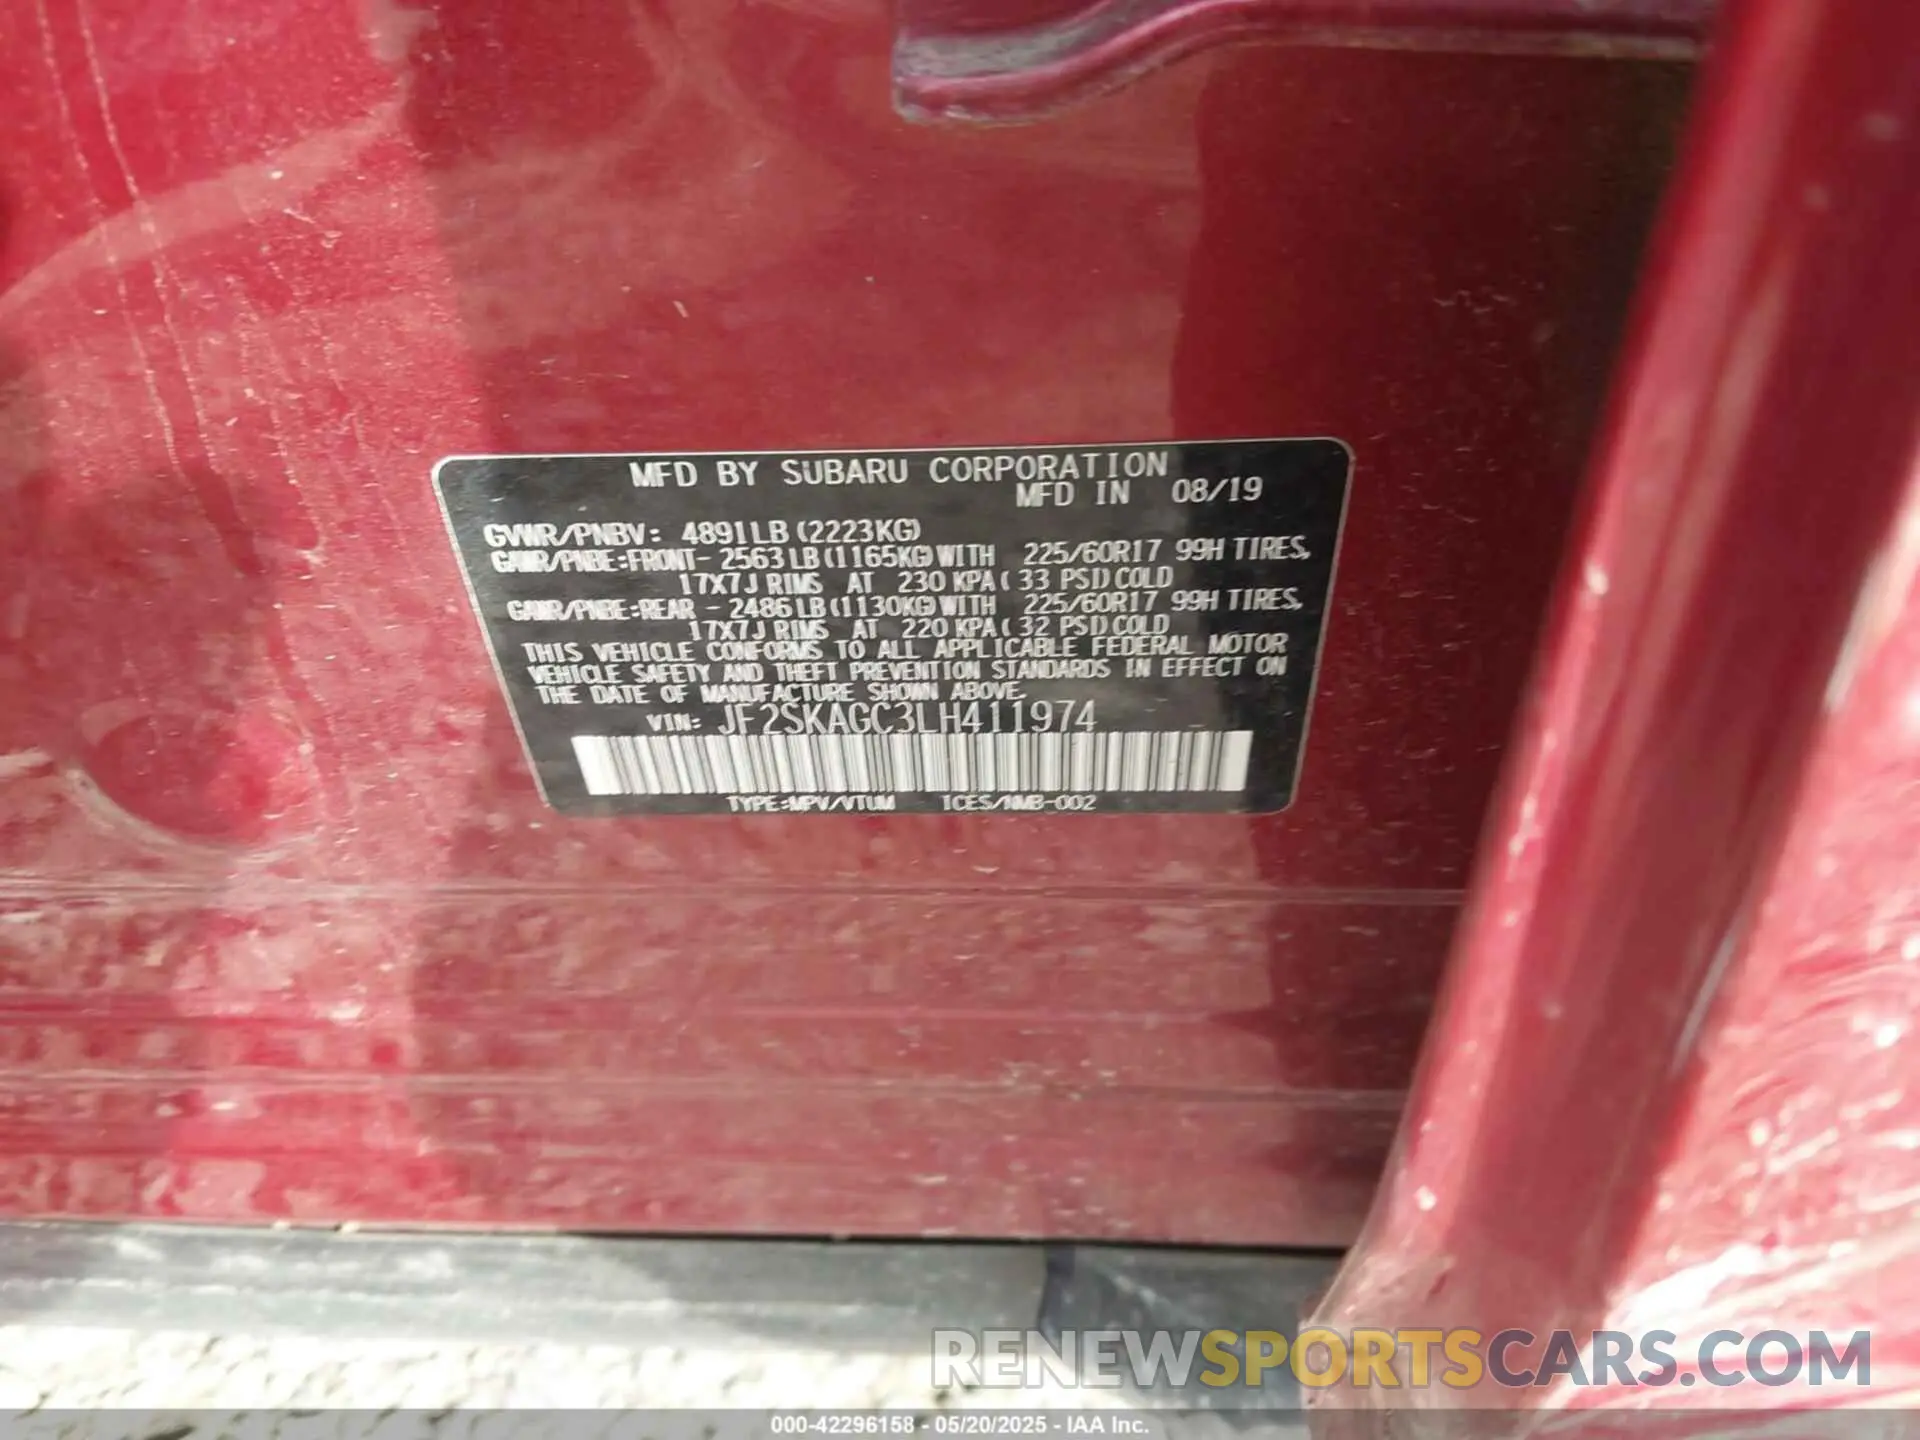 MFD BY SUBARU CORPORATION
MFD IN 08/19
GVWR/PNBV: 4891LB (2223KG)
GAWR/PNBE:FRONT- 2563LB(1165KG)WITH 225/60R17 99H TIRES,
17X7J RIMS AT 230 KPA( 33 PSI)COLD
GAWR/PNBE:REAR - 2486LB(1130KG)WITH 225/60R17 99H TIRES,
17X7J RIMS AT 220 KPA( 32 PSI)COLD
THIS VEHICLE CONFORMS TO ALL APPLICABLE FEDERAL MOTOR
VEHICLE SAFETY AND THEFT PREVENTION STANDARDS IN EFFECT ON
THE DATE OF MANUFACTURE SHOWN ABOVE.
VIN: JF2SKAGC3LH411974
TYPE:MPV/VTUM ICES/NMB-002
RENEWSPORTSCARS.COM
000-42296158 - 05/20/2025 - IAA Inc.